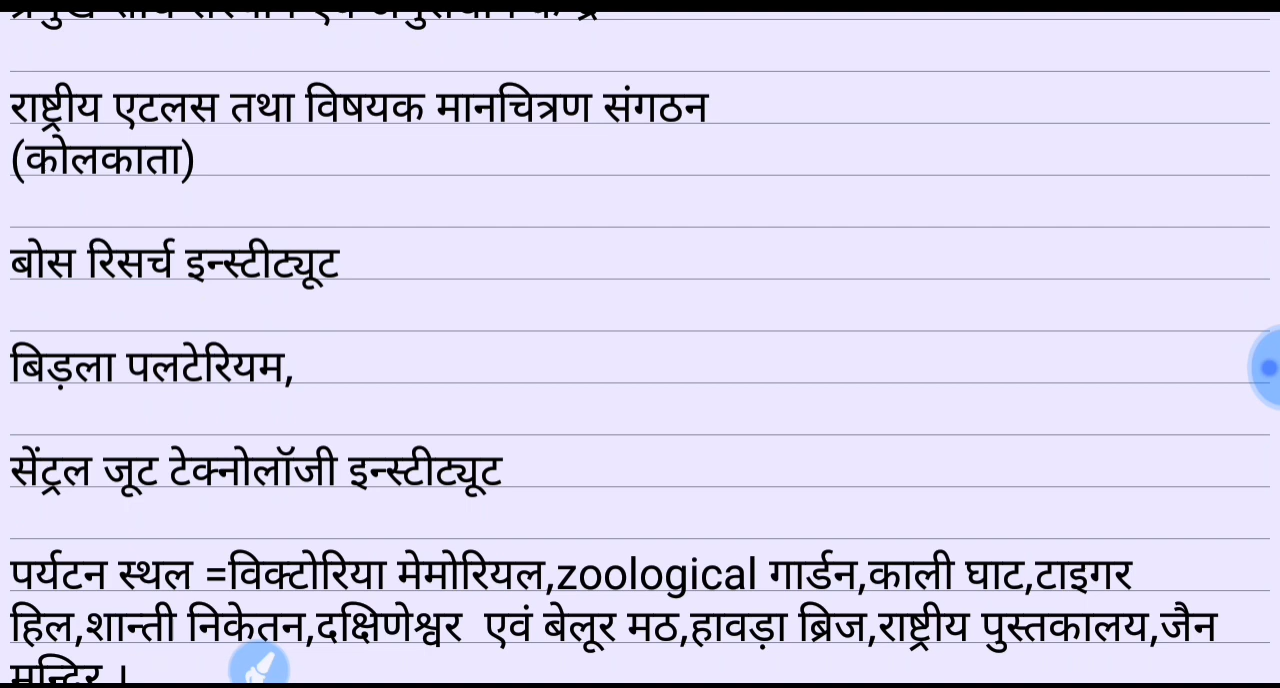 राष्ट्रीय एटलस तथा विषयक मानचित्रण संगठन
(कोलकाता)
बोस रिसर्च इन्स्टीट्यूट
बिड़ला पलटेरियम,
सेंट्रल जूट टेक्नोलॉजी इन्स्टीट्यूट
पर्यटन स्थल =विक्टोरिया मेमोरियल,zoological गार्डन,काली घाट,टाइगर
हिल,शान्ती निकेतन,दक्षिणेश्वर  एवं बेलूर मठ,हावड़ा ब्रिज,राष्ट्रीय पुस्तकालय,जैन
मन्दिर ।